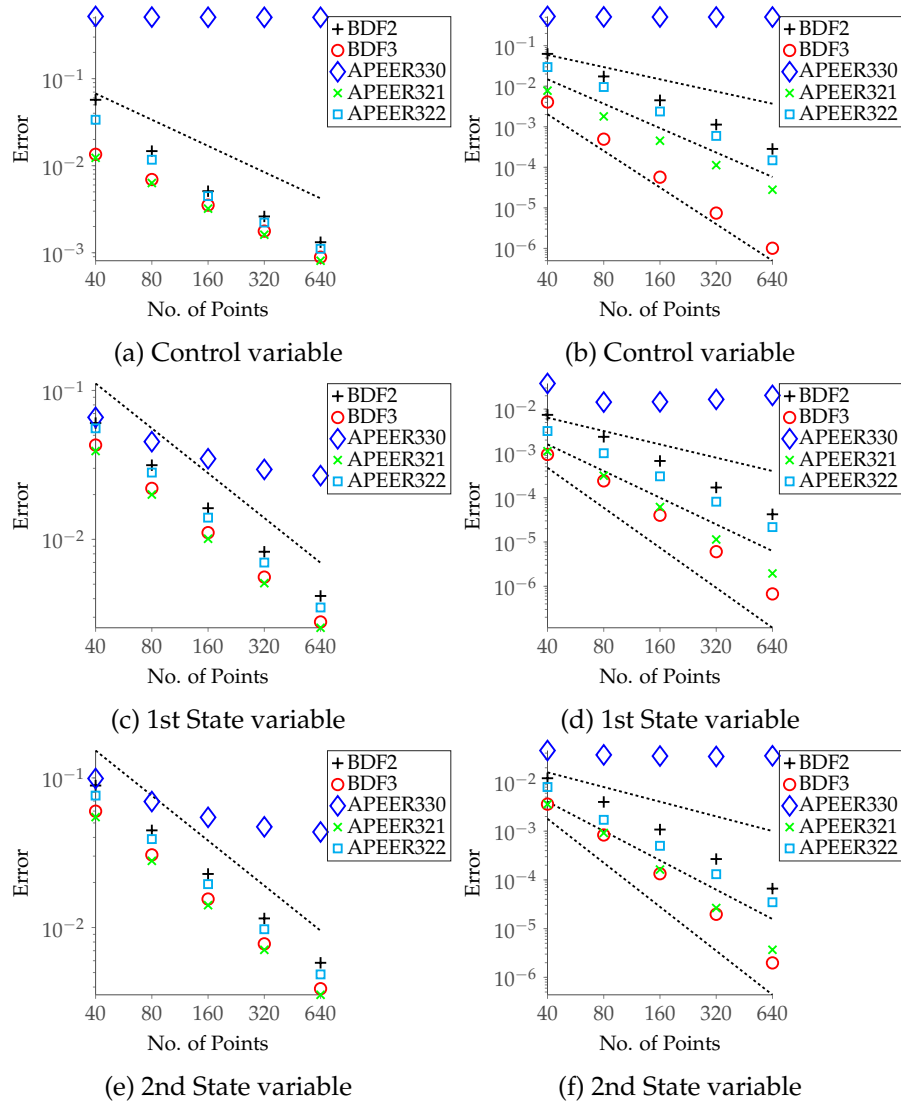 10^{-1}
10^{-2}
10^{-3}
Error
40 80 160 320 640
No. of Points
BDF2
BDF3
APEER330
APEER321
APEER322
(a) Control variable
10^{-1}
10^{-2}
10^{-3}
10^{-4}
10^{-5}
10^{-6}
Error
40 80 160 320 640
No. of Points
BDF2
BDF3
APEER330
APEER321
APEER322
(b) Control variable
10^{-1}
10^{-2}
Error
40 80 160 320 640
No. of Points
BDF2
BDF3
APEER330
APEER321
APEER322
(c) 1st State variable
10^{-2}
10^{-3}
10^{-4}
10^{-5}
10^{-6}
Error
40 80 160 320 640
No. of Points
BDF2
BDF3
APEER330
APEER321
APEER322
(d) 1st State variable
10^{-1}
10^{-2}
Error
40 80 160 320 640
No. of Points
BDF2
BDF3
APEER330
APEER321
APEER322
(e) 2nd State variable
10^{-2}
10^{-3}
10^{-4}
10^{-5}
10^{-6}
Error
40 80 160 320 640
No. of Points
BDF2
BDF3
APEER330
APEER321
APEER322
(f) 2nd State variable